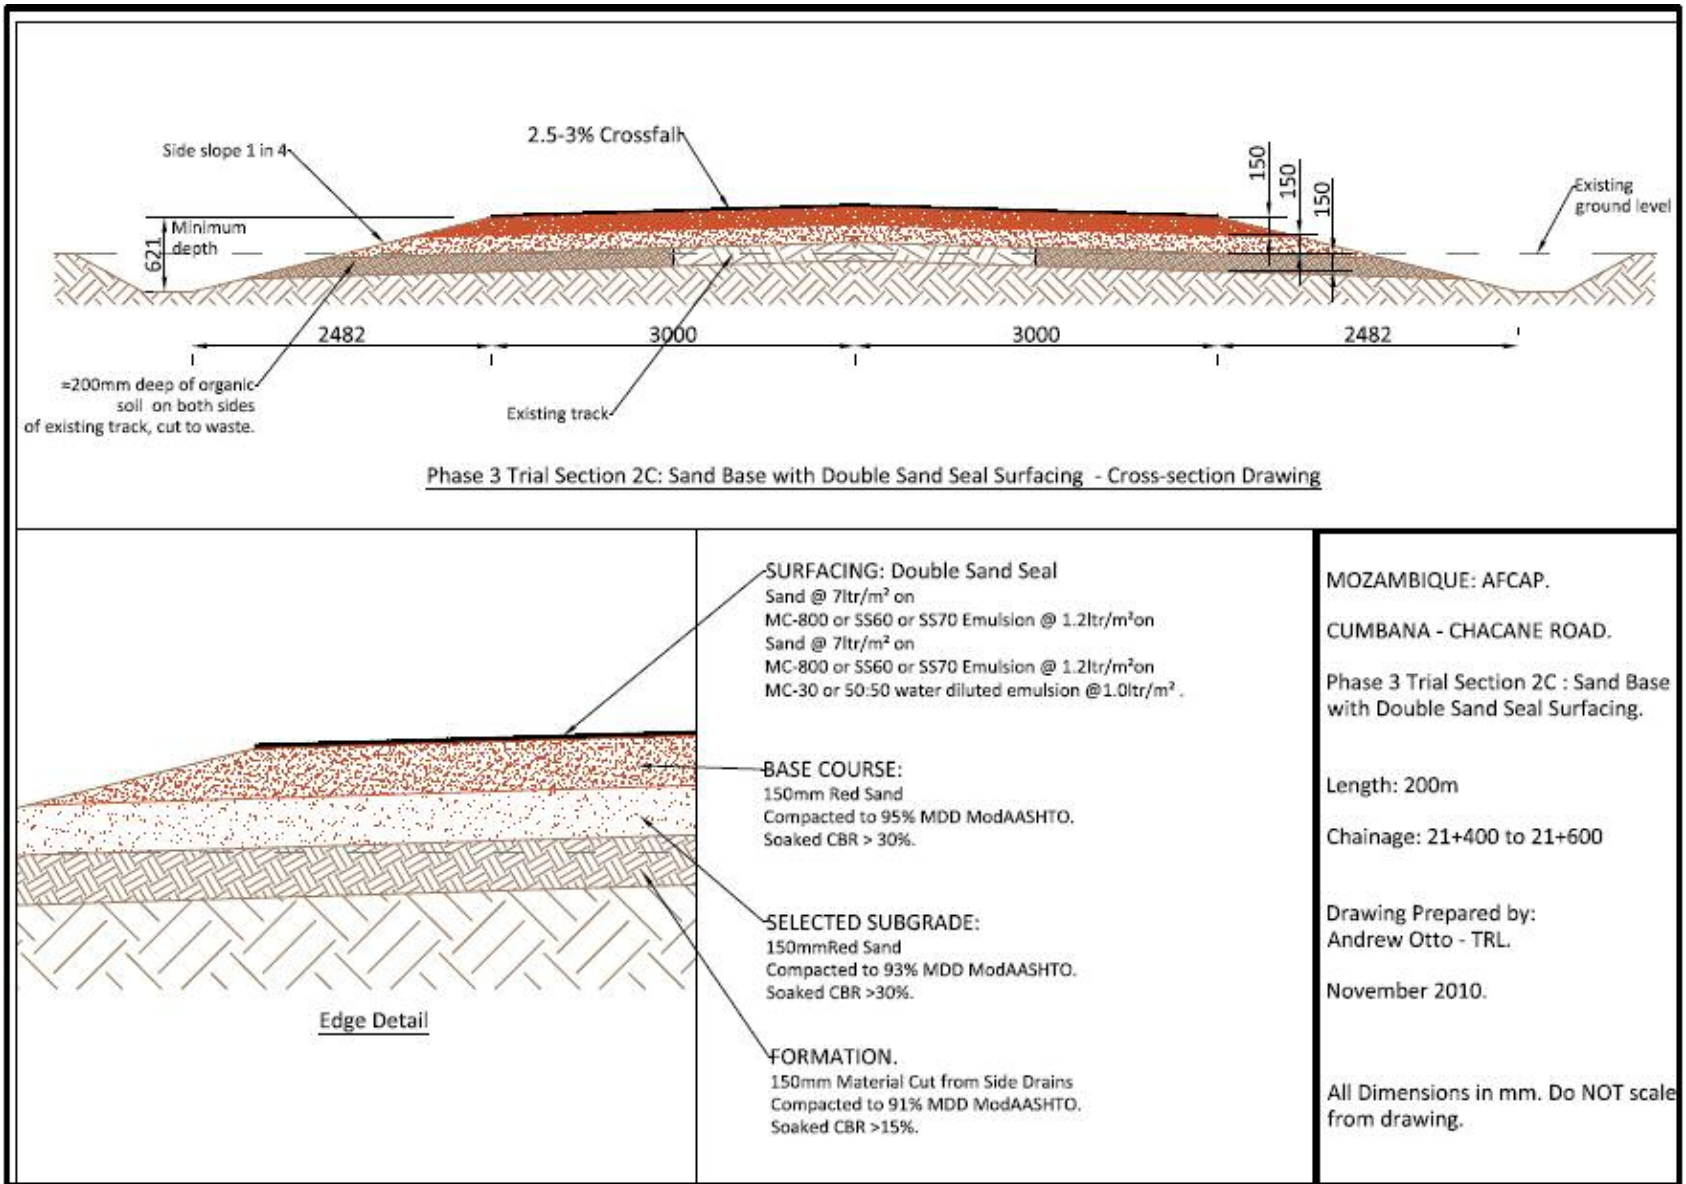 2.5-3% Crossfall
Side slope 1 in 4
150
150
150
Existing
ground level
Minimum
depth
621
2482
3000
3000
2482
≈200mm deep of organic
soil on both sides
of existing track, cut to waste.
Existing track
Phase 3 Trial Section 2C: Sand Base with Double Sand Seal Surfacing - Cross-section Drawing
SURFACING: Double Sand Seal
Sand @ 7ltr/m² on
MC-800 or SS60 or SS70 Emulsion @ 1.2ltr/m²on
Sand @ 7ltr/m² on
MC-800 or SS60 or SS70 Emulsion @ 1.2ltr/m²on
MC-30 or 50:50 water diluted emulsion @1.0ltr/m² .
BASE COURSE:
150mm Red Sand
Compacted to 95% MDD ModAASHTO.
Soaked CBR > 30%.
SELECTED SUBGRADE:
150mmRed Sand
Compacted to 93% MDD ModAASHTO.
Soaked CBR >30%.
FORMATION.
150mm Material Cut from Side Drains
Compacted to 91% MDD ModAASHTO.
Soaked CBR >15%.
Edge Detail
MOZAMBIQUE: AFCAP.
CUMBANA - CHACANE ROAD.
Phase 3 Trial Section 2C : Sand Base
with Double Sand Seal Surfacing.
Length: 200m
Chainage: 21+400 to 21+600
Drawing Prepared by:
Andrew Otto - TRL.
November 2010.
All Dimensions in mm. Do NOT scale
from drawing.